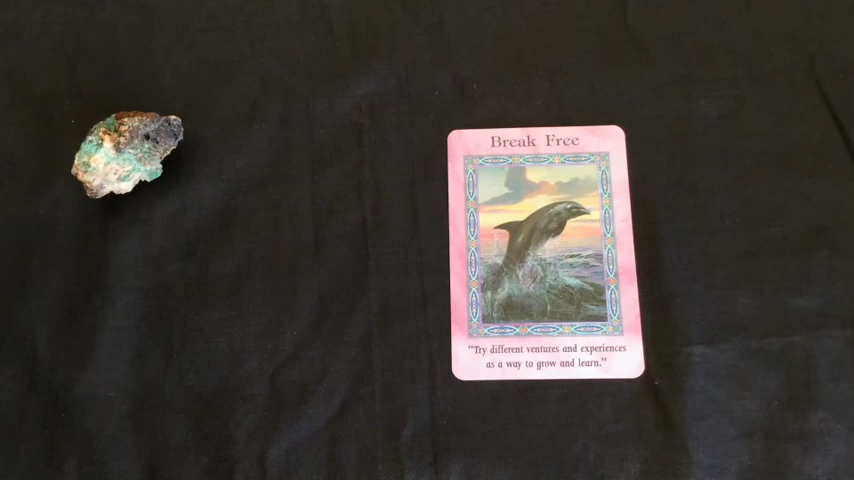 Break Free
“Try different ventures and experiences
as a way to grow and learn.”